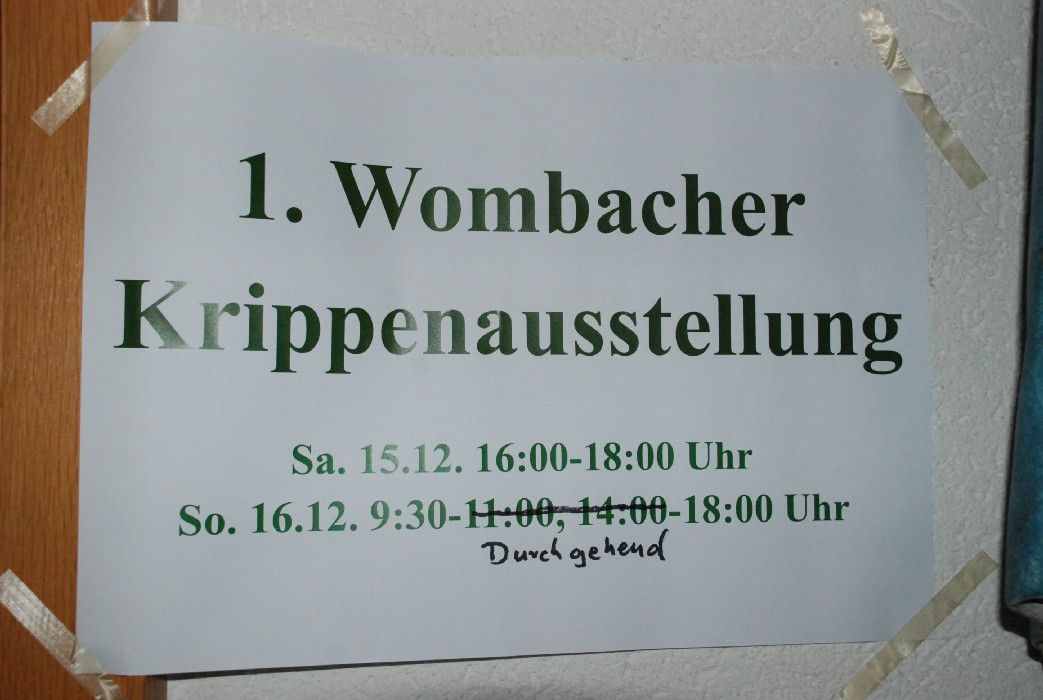 1. Wombacher
Krippenausstellung
Sa. 15.12. 16:00-18:00 Uhr
So. 16.12. 9:30-11:00, 14:00-18:00 Uhr
Durchgehend